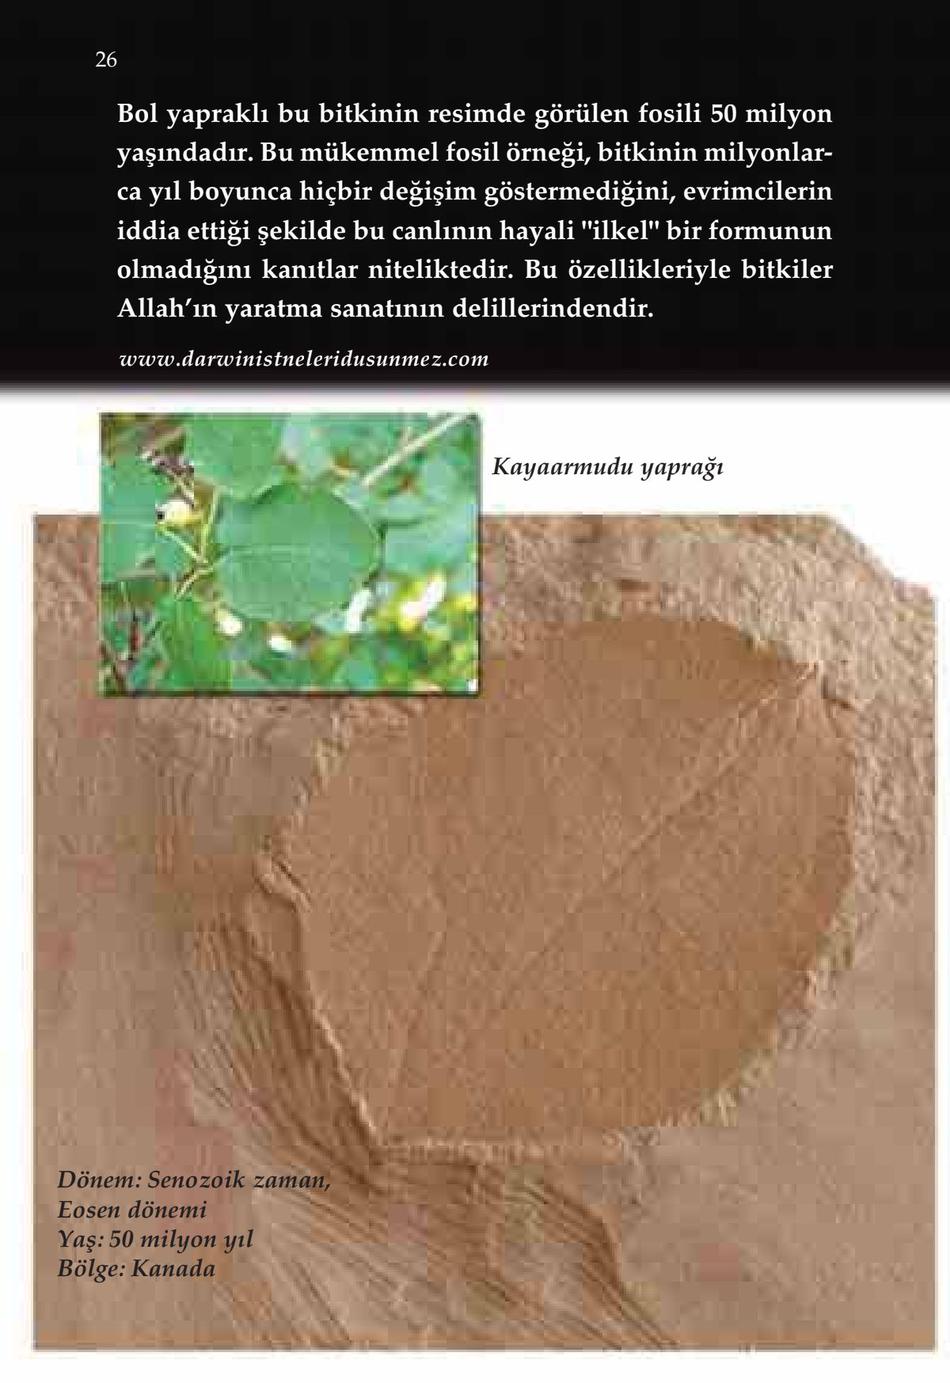 26
Bol yapraklı bu bitkinin resimde görülen fosili 50 milyon
yaşındadır. Bu mükemmel fosil örneği, bitkinin milyonlar-
ca yıl boyunca hiçbir değişim göstermediğini, evrimcilerin
iddia ettiği şekilde bu canlının hayali "ilkel" bir formunun
olmadığını kanıtlar niteliktedir. Bu özellikleriyle bitkiler
Allah'ın yaratma sanatının delillerindendir.
www.darwinistneleridusunmez.com
Kayaarmudu yaprağı
Dönem: Senozoik zaman,
Eosen dönemi
Yaş: 50 milyon yıl
Bölge: Kanada